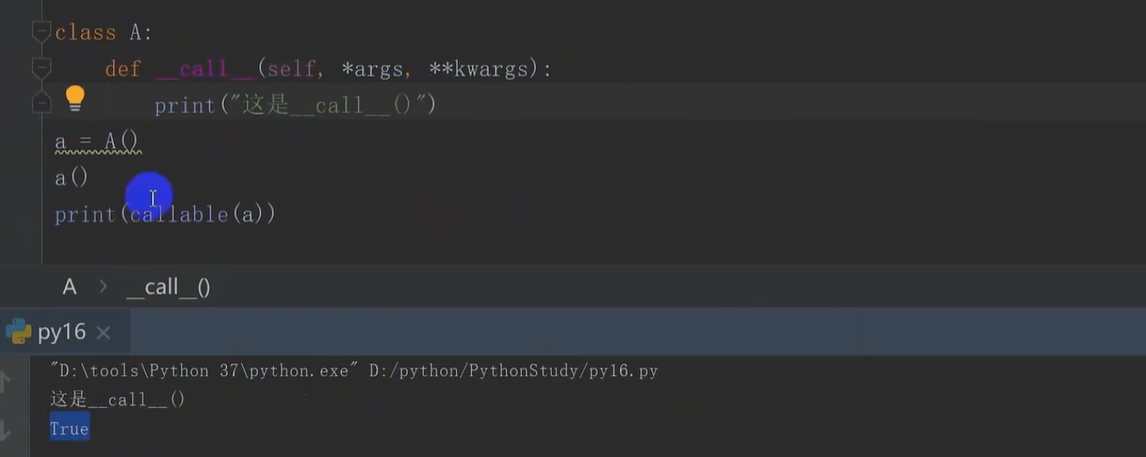 class A:
    def __call__(self, *args, **kwargs):
        print("这是__call__()")
a = A()
a()
print(callable(a))
A > __call__()
py16 ×
"D:\tools\Python 37\python.exe" D:/python/PythonStudy/py16.py
这是__call__()
True